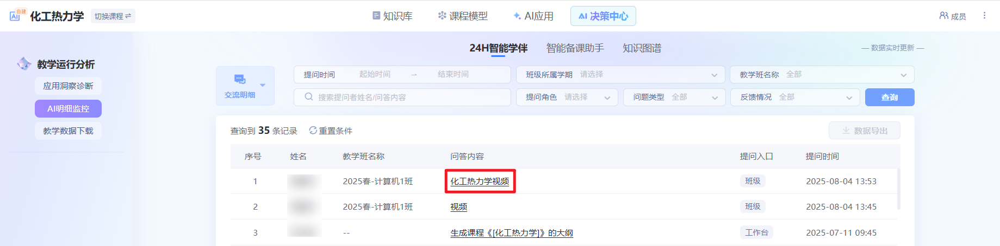 自建
AI 化工热力学 切换课程 ⇌ 知识库 课程模型 AI应用 AI 决策中心 成员
教学运行分析
应用洞察诊断
AI明细监控
教学数据下载
24H智能学伴 智能备课助手 知识图谱 — 数据实时更新 —
交流明细
提问时间 起始时间 → 结束时间 班级所属学期 请选择 教学班名称 全部
搜索提问者姓名/问答内容 提问角色 请选择 问题类型 全部 反馈情况 全部 查询
查询到 35 条记录 重置条件 数据导出
序号 姓名 教学班名称 问答内容 提问入口 提问时间
1 2025春-计算机1班 化工热力学视频 班级 2025-08-04 13:53
2 2025春-计算机1班 视频 班级 2025-08-04 13:45
3 -- 生成课程《[化工热力学]》的大纲 工作台 2025-07-11 09:45